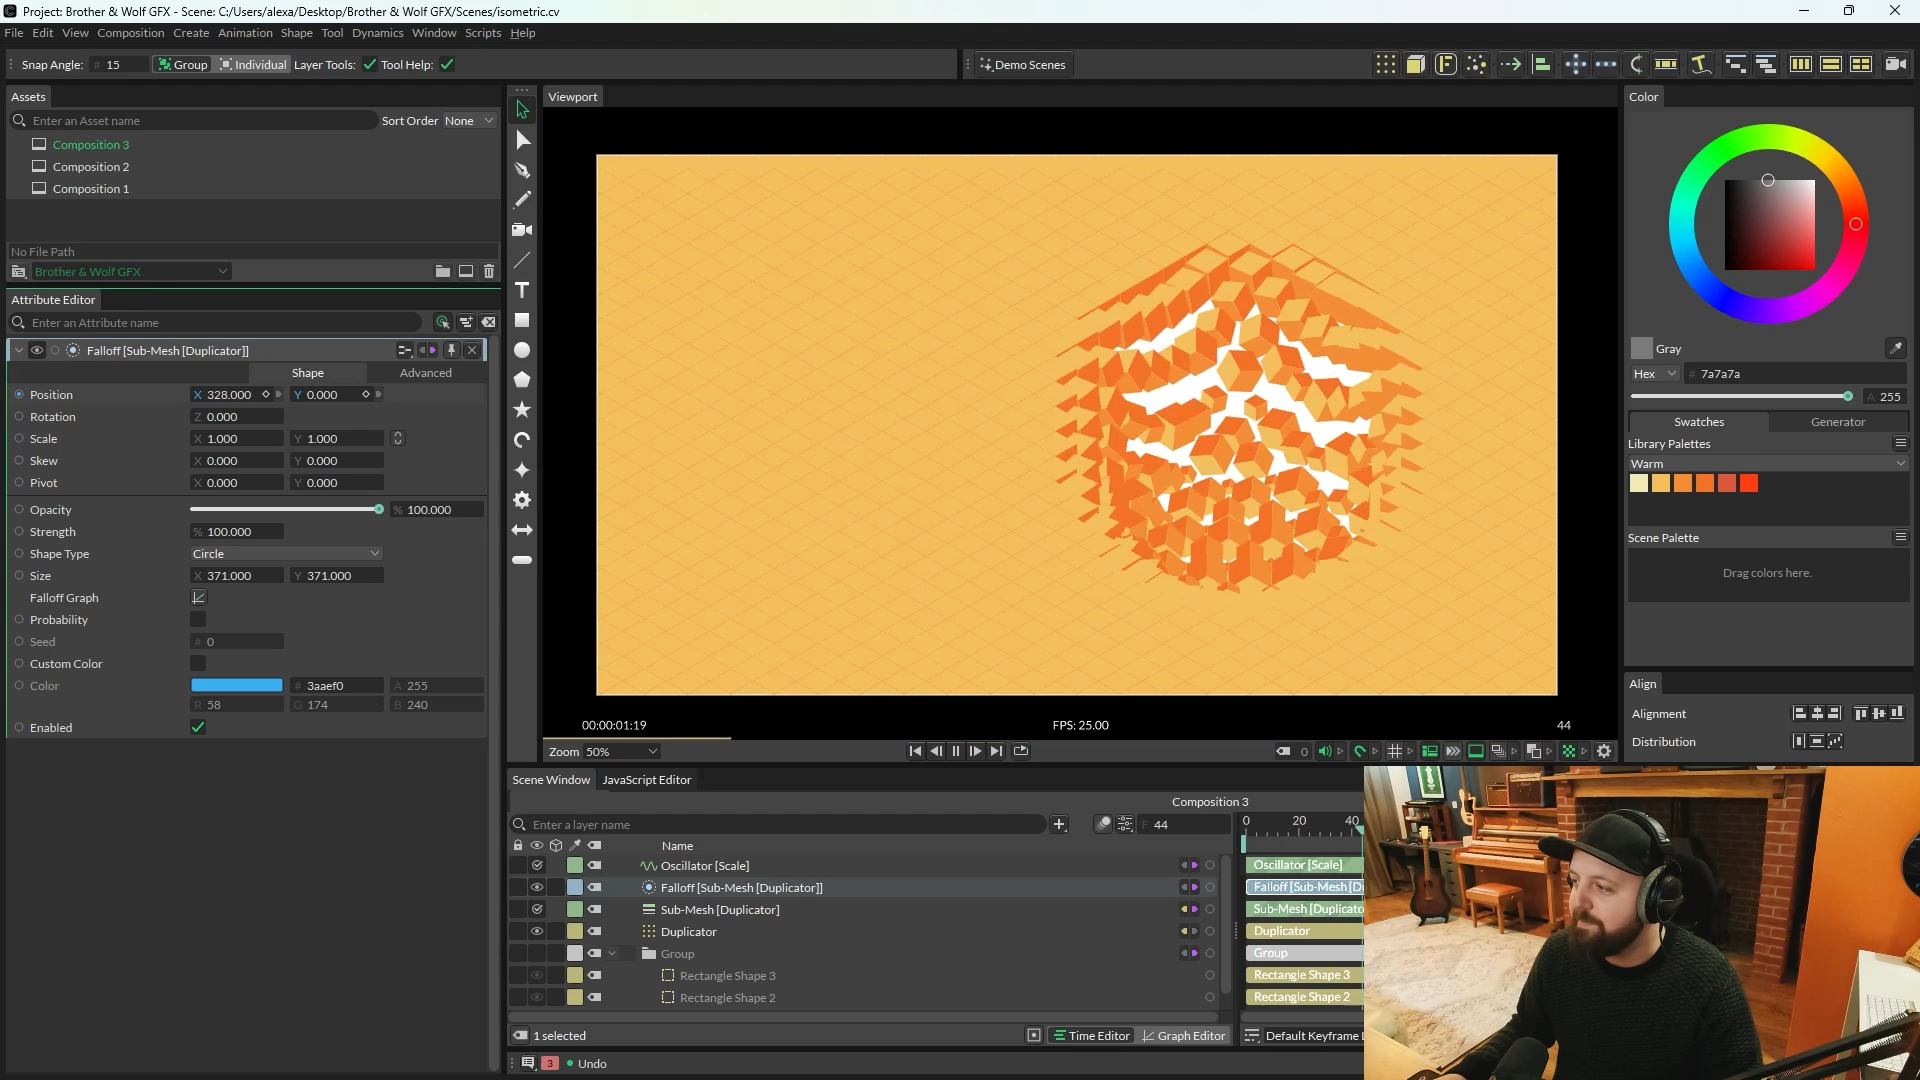 Project: Brother & Wolf GFX - Scene: C:/Users/alexa/Desktop/Brother & Wolf GFX/Scenes/isometric.cv
File Edit View Composition Create Animation Shape Tool Dynamics Window Scripts Help
Snap Angle: # 15 Group Individual Layer Tools: Tool Help:
Demo Scenes
Assets
Enter an Asset name Sort Order None
Composition 3
Composition 2
Composition 1
No File Path
Brother & Wolf GFX
Attribute Editor
Enter an Attribute name
Falloff [Sub-Mesh [Duplicator]]
Shape Advanced
Position X 328.000 Y 0.000
Rotation Z 0.000
Scale X 1.000 Y 1.000
Skew X 0.000 Y 0.000
Pivot X 0.000 Y 0.000
Opacity % 100.000
Strength % 100.000
Shape Type Circle
Size X 371.000 Y 371.000
Falloff Graph
Probability
Seed # 0
Custom Color
Color # 3aaef0 A 255
R 58 G 174 B 240
Enabled
Viewport
00:00:01:19 FPS: 25.00 44
Zoom 50% 0
Scene Window JavaScript Editor
Composition 3
Enter a layer name F 44 0 20 40
Name
Oscillator [Scale] Oscillator [Scale]
Falloff [Sub-Mesh [Duplicator]] Falloff [Sub-Mesh [D
Sub-Mesh [Duplicator] Sub-Mesh [Duplicato
Duplicator Duplicator
Group Group
Rectangle Shape 3 Rectangle Shape 3
Rectangle Shape 2 Rectangle Shape 2
1 selected Time Editor Graph Editor Default Keyframe
3 Undo
Color
Gray
Hex # 7a7a7a
A 255
Swatches Generator
Library Palettes
Warm
Scene Palette
Drag colors here.
Align
Alignment
Distribution